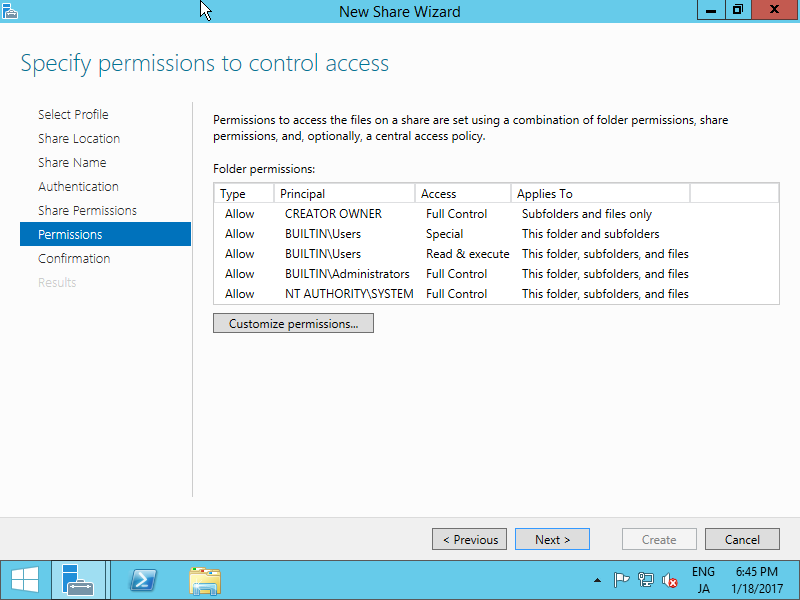 New Share Wizard
Specify permissions to control access
Select Profile
Share Location
Share Name
Authentication
Share Permissions
Permissions
Confirmation
Results
Permissions to access the files on a share are set using a combination of folder permissions, share
permissions, and, optionally, a central access policy.
Folder permissions:
Type Principal Access Applies To
Allow CREATOR OWNER Full Control Subfolders and files only
Allow BUILTIN\Users Special This folder and subfolders
Allow BUILTIN\Users Read & execute This folder, subfolders, and files
Allow BUILTIN\Administrators Full Control This folder, subfolders, and files
Allow NT AUTHORITY\SYSTEM Full Control This folder, subfolders, and files
Customize permissions...
< Previous Next > Create Cancel
ENG 6:45 PM
JA 1/18/2017